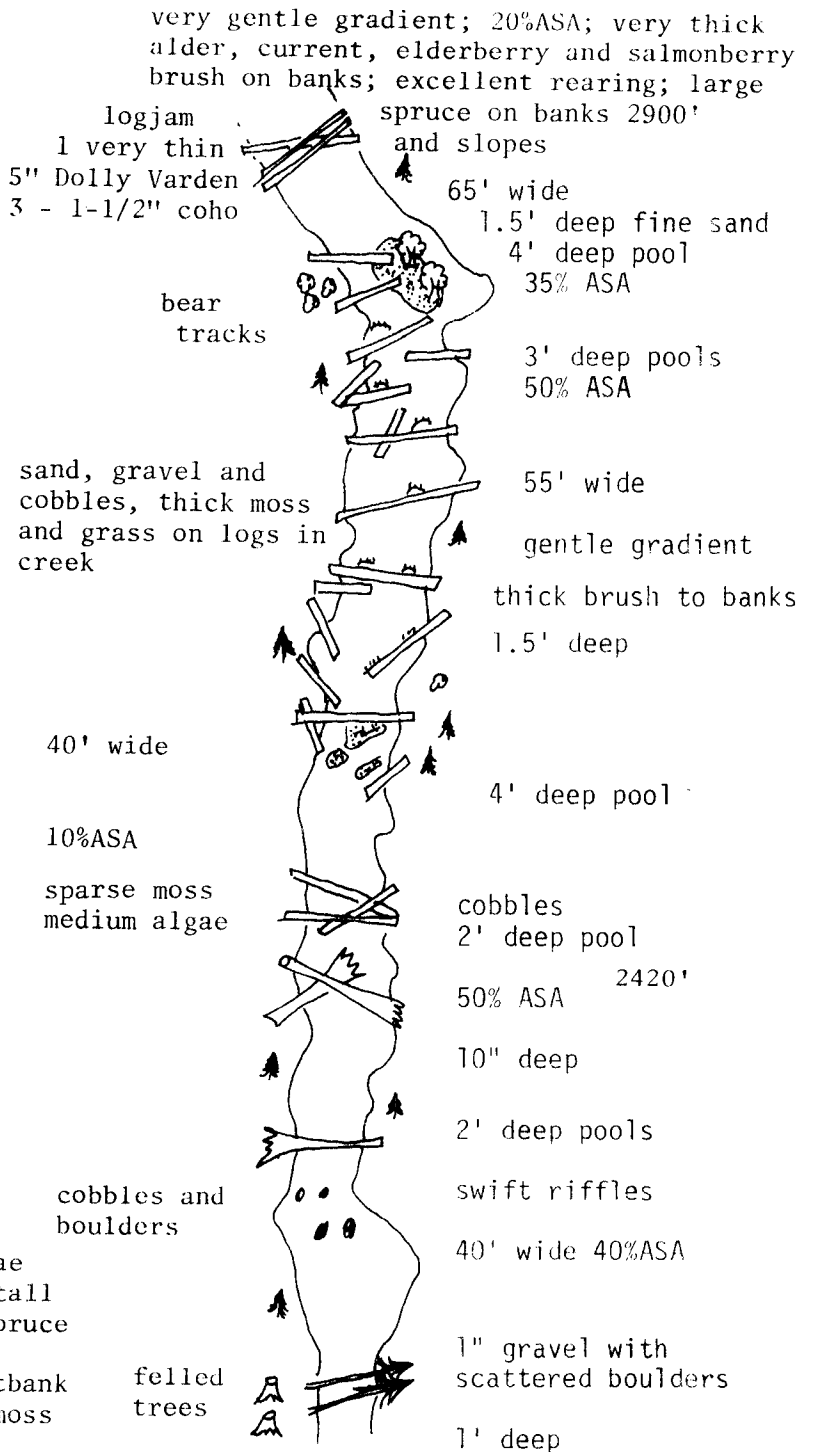 very gentle gradient; 20%ASA; very thick
alder, current, elderberry and salmonberry
brush on banks; excellent rearing; large
spruce on banks 2900'
and slopes
logjam
1 very thin
5" Dolly Varden
3 - 1-1/2" coho
65' wide
1.5' deep fine sand
4' deep pool
35% ASA
bear
tracks
3' deep pools
50% ASA
sand, gravel and
cobbles, thick moss
and grass on logs in
creek
55' wide
gentle gradient
thick brush to banks
1.5' deep
40' wide
4' deep pool
10%ASA
sparse moss
medium algae
cobbles
2' deep pool
2420'
50% ASA
10" deep
2' deep pools
swift riffles
cobbles and
boulders
40' wide 40%ASA
ae
tall
pruce
1" gravel with
scattered boulders
tbank
moss
felled
trees
1' deep